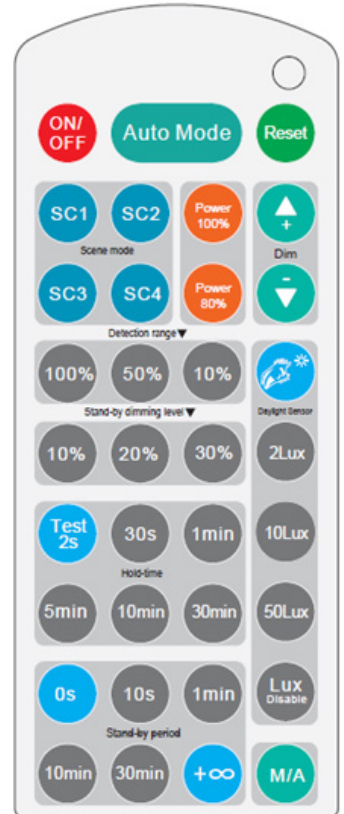 ON/
OFF
Auto Mode
Reset
SC1
SC2
Power
100%
+
Scene mode
Dim
SC3
SC4
Power
80%
-
Detection range▼
100%
50%
10%
Stand-by dimming level▼
Daylight Sensor
10%
20%
30%
2Lux
Test
2s
30s
1min
10Lux
Hold-time
5min
10min
30min
50Lux
0s
10s
1min
Lux
Disable
Stand-by period
10min
30min
+∞
M/A